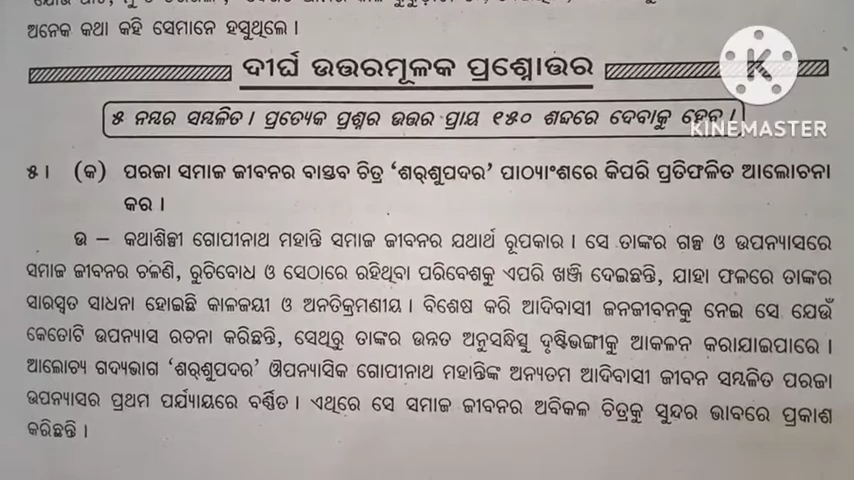 ଅନେକ କଥା କହି ସେମାନେ ହସୁଥିଲେ ।
ଦୀର୍ଘ ଉତ୍ତରମୂଳକ ପ୍ରଶ୍ନୋତ୍ତର
୫ ନମ୍ବର ସମ୍ବଳିତ । ପ୍ରତ୍ୟେକ ପ୍ରଶ୍ନର ଉତ୍ତର ପ୍ରାୟ ୧୫୦ ଶବ୍ଦରେ ଦେବାକୁ ହେବ ।
KINEMASTER
୫ । (କ) ପରଜା ସମାଜ ଜୀବନର ବାସ୍ତବ ଚିତ୍ର ‘ଶର୍‌ଶୁପଦର’ ପାଠ୍ୟାଂଶରେ କିପରି ପ୍ରତିଫଳିତ ଆଲୋଚନା
କର ।
ଉ – କଥାଶିଳ୍ପୀ ଗୋପୀନାଥ ମହାନ୍ତି ସମାଜ ଜୀବନର ଯଥାର୍ଥ ରୂପକାର । ସେ ତାଙ୍କର ଗଳ୍ପ ଓ ଉପନ୍ୟାସରେ
ସମାଜ ଜୀବନର ଚଳଣି, ରୁଚିବୋଧ ଓ ସେଠାରେ ରହିଥିବା ପରିବେଶକୁ ଏପରି ଖଞ୍ଜି ଦେଇଛନ୍ତି, ଯାହା ଫଳରେ ତାଙ୍କର
ସାରସ୍ୱତ ସାଧନା ହୋଇଛି କାଳଜୟୀ ଓ ଅନତିକ୍ରମଣୀୟ । ବିଶେଷ କରି ଆଦିବାସୀ ଜନଜୀବନକୁ ନେଇ ସେ ଯେଉଁ
କେତୋଟି ଉପନ୍ୟାସ ରଚନା କରିଛନ୍ତି, ସେଥିରୁ ତାଙ୍କର ଉନ୍ନତ ଅନୁସନ୍ଧିତ୍ସୁ ଦୃଷ୍ଟିଭଙ୍ଗୀକୁ ଆକଳନ କରାଯାଇପାରେ ।
ଆଲୋଚ୍ୟ ଗଦ୍ୟଭାଗ ‘ଶର୍‌ଶୁପଦର’ ଔପନ୍ୟାସିକ ଗୋପୀନାଥ ମହାନ୍ତିଙ୍କ ଅନ୍ୟତମ ଆଦିବାସୀ ଜୀବନ ସମ୍ବଳିତ ପରଜା
ଉପନ୍ୟାସର ପ୍ରଥମ ପର୍ଯ୍ୟାୟରେ ବର୍ଣ୍ଣିତ । ଏଥିରେ ସେ ସମାଜ ଜୀବନର ଅବିକଳ ଚିତ୍ରକୁ ସୁନ୍ଦର ଭାବରେ ପ୍ରକାଶ
କରିଛନ୍ତି ।